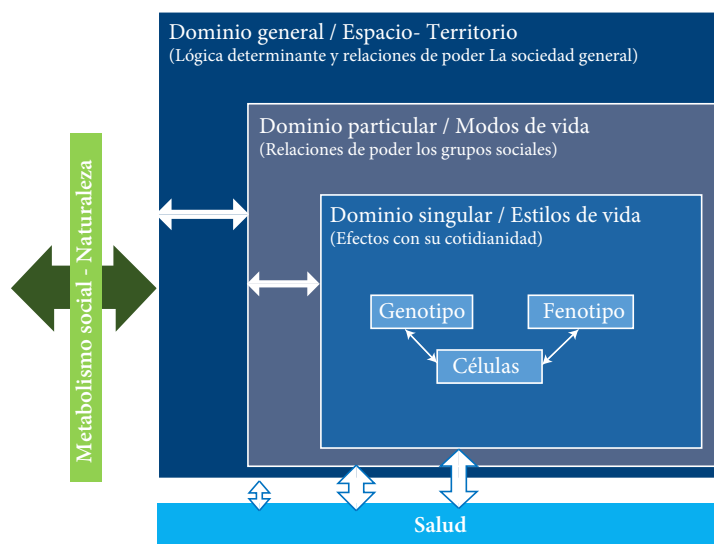 Dominio general / Espacio- Territorio
(Lógica determinante y relaciones de poder La sociedad general)
Dominio particular / Modos de vida
(Relaciones de poder los grupos sociales)
Dominio singular / Estilos de vida
(Efectos con su cotidianidad)
Genotipo
Fenotipo
Células
Metabolismo social - Naturaleza
Salud